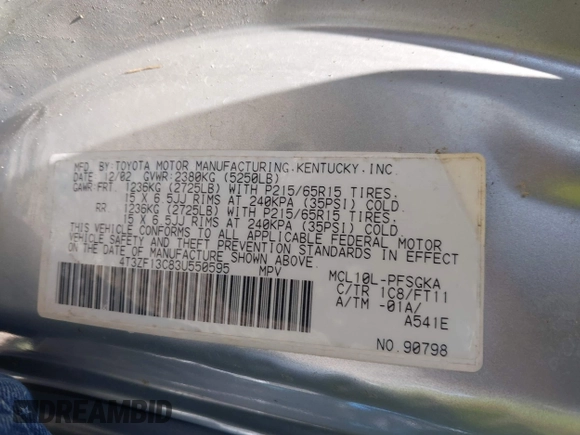 MFD. BY: TOYOTA MOTOR MANUFACTURING, KENTUCKY, INC.
12/02 GVWR 2380KG (5250LB)
GAWR FRT. 1236KG (2725LB) WITH P215/65R15 TIRES,
15 X 6.5JJ RIMS AT 240KPA (35PSI) COLD.
RR 1236KG (2725LB) WITH P215/65R15 TIRES,
15 X 6.5JJ RIMS AT 240KPA (35PSI) COLD.
THIS VEHICLE CONFORMS TO ALL APPLICABLE FEDERAL MOTOR
VEHICLE SAFETY AND THEFT PREVENTION STANDARDS IN EFFECT
ON THE DATE OF MANUFACTURE SHOWN ABOVE.
4T3ZF13C83U550595 MPV
MCL10L-PFSGKA
C/TR 1C8/FT11
A/TM -01A/
A541E
NO. 90798
DREAMBID